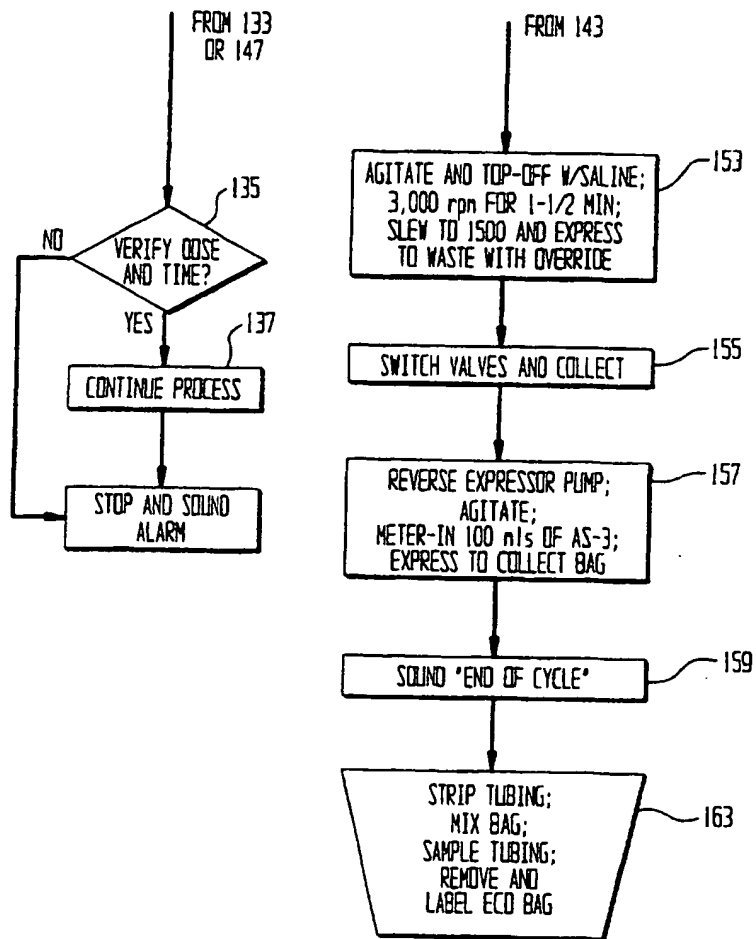 FROM 133
OR 147
135
NO
VERIFY DOSE
AND TIME?
YES
137
CONTINUE PROCESS
STOP AND SOUND
ALARM
FROM 143
153
AGITATE AND TOP-OFF W/SALINE;
3,000 rpm FOR 1-1/2 MIN;
SLEW TO 1500 AND EXPRESS
TO WASTE WITH OVERRIDE
155
SWITCH VALVES AND COLLECT
157
REVERSE EXPRESSOR PUMP;
AGITATE;
METER-IN 100 mls OF AS-3;
EXPRESS TO COLLECT BAG
159
SOUND "END OF CYCLE"
163
STRIP TUBING;
MIX BAG;
SAMPLE TUBING;
REMOVE AND
LABEL ECO BAG